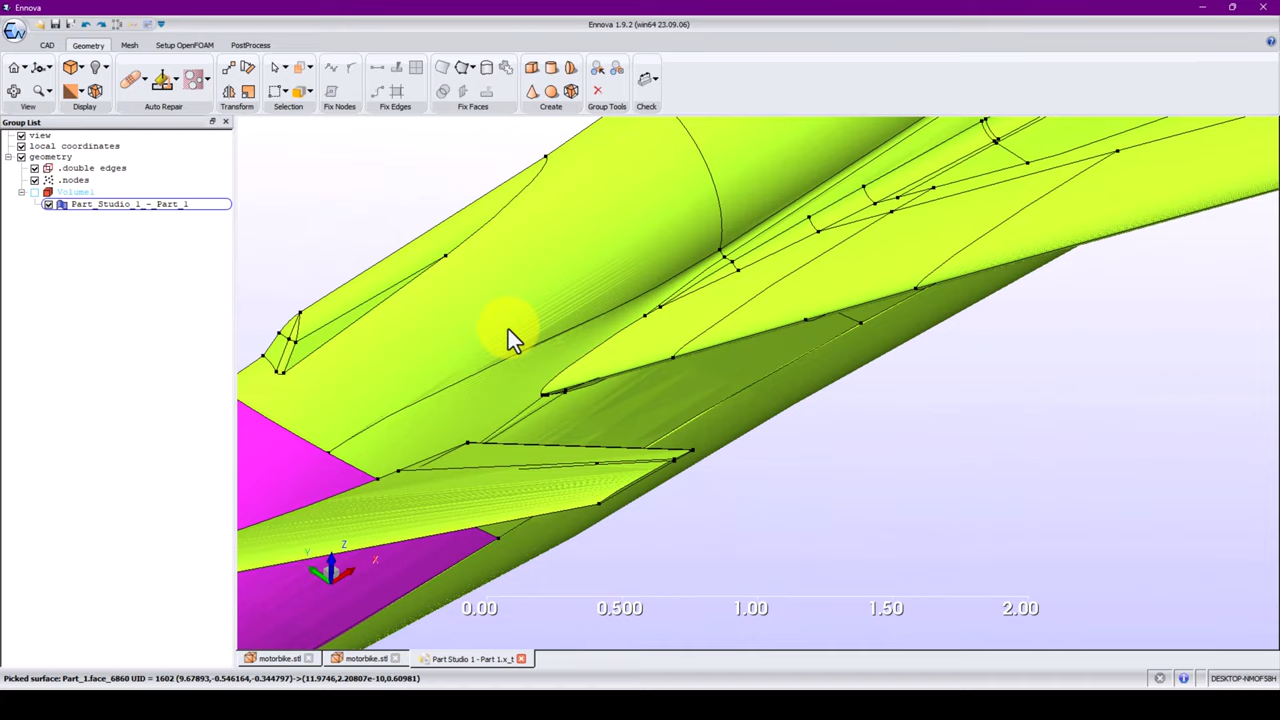 Ennova
Ennova 1.9.2 (win64 23.09.06)
CAD Geometry Mesh Setup OpenFOAM PostProcess
View Display Auto Repair Transform Selection Fix Nodes Fix Edges Fix Faces Create Group Tools Check
Group List
view
local coordinates
geometry
.double edges
.nodes
Volume1
Part_Studio_1_-_Part_1
Z
Y
X
0.00 0.500 1.00 1.50 2.00
motorbike.stl motorbike.stl Part Studio 1 - Part 1.x_t
Picked surface: Part_1.face_6860 UID = 1602 (9.67893,-0.546164,-0.344797)->(11.9746,2.20807e-10,0.60981)
DESKTOP-NMOF58H